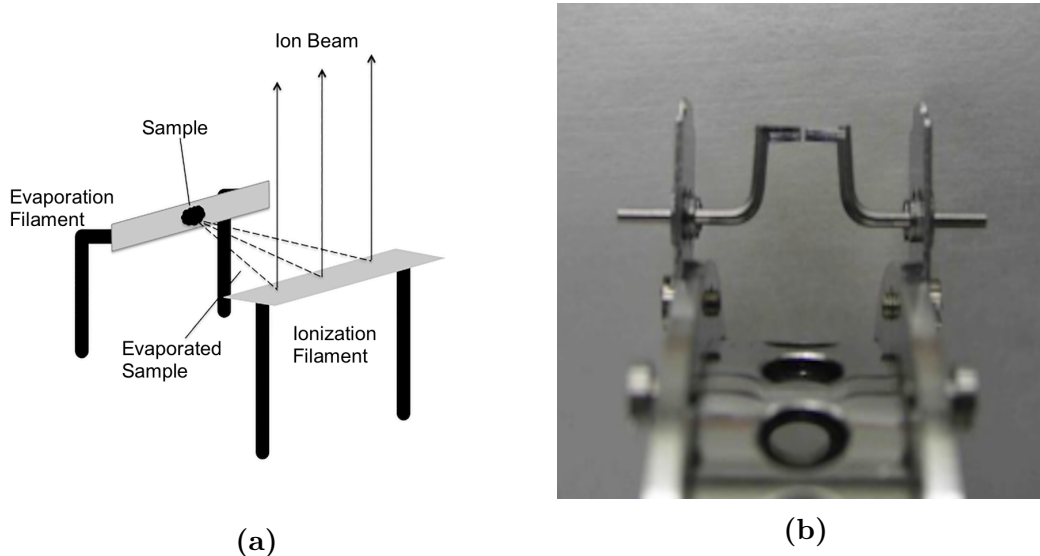 Ion Beam
Sample
Evaporation
Filament
Evaporated
Sample
Ionization
Filament
(a)
(b)